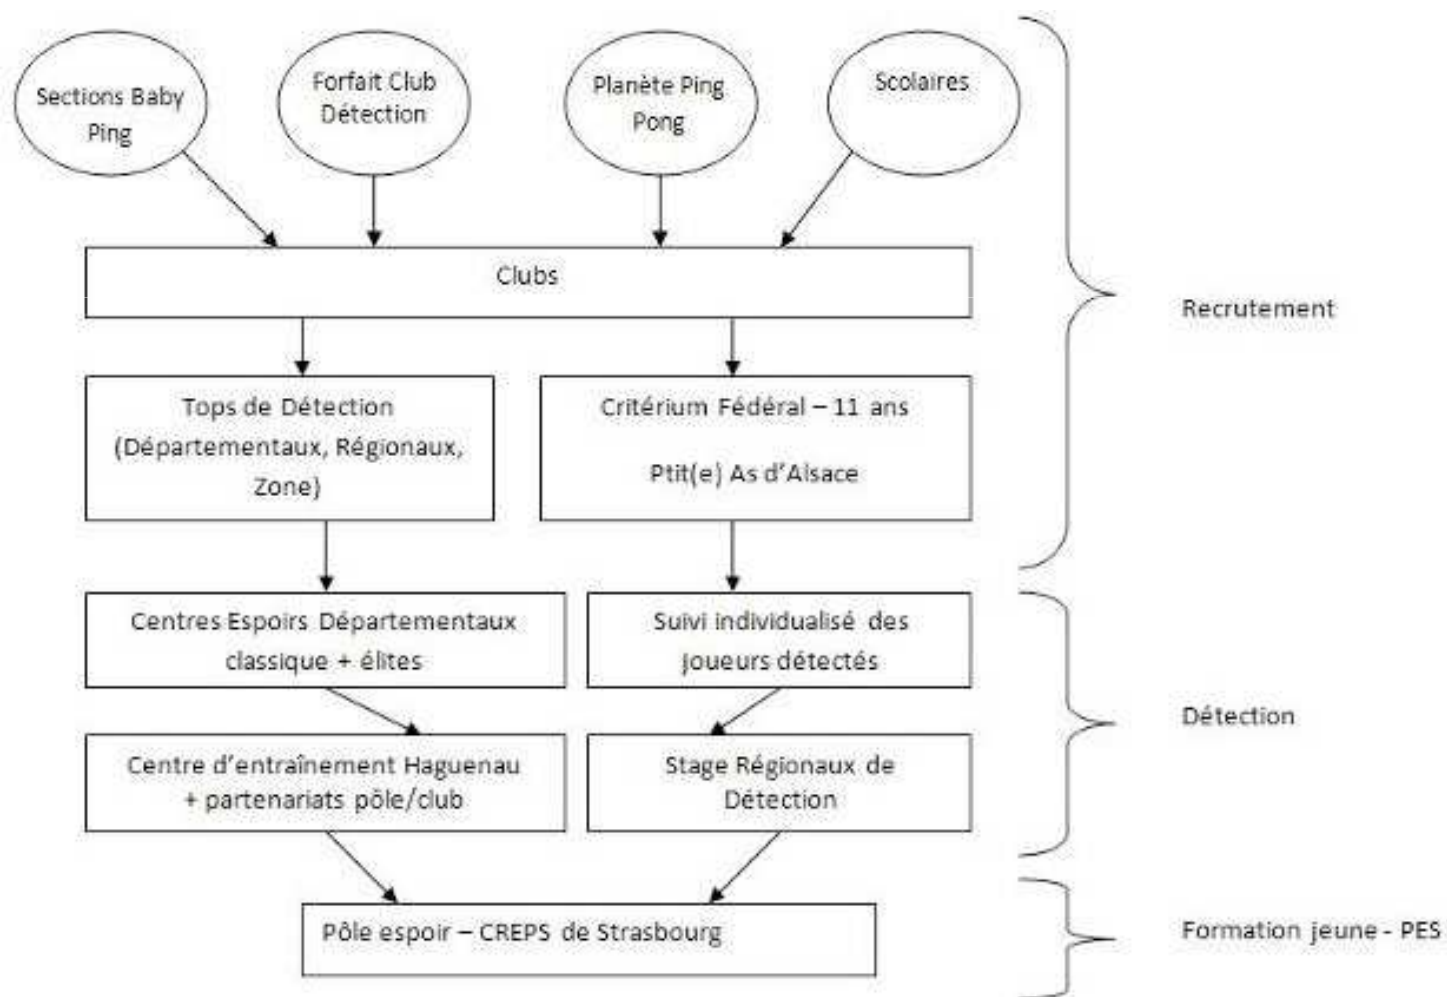 Sections Baby
Ping
Forfait Club
Détection
Planète Ping
Pong
Scolaires
Clubs
Recrutement
Tops de Détection
(Départementaux, Régionaux,
Zone)
Critérium Fédéral – 11 ans
Ptit(e) As d'Alsace
Centres Espoirs Départementaux
classique + élites
Suivi individualisé des
joueurs détectés
Détection
Centre d'entraînement Haguenau
+ partenariats pôle/club
Stage Régionaux de
Détection
Pôle espoir – CREPS de Strasbourg
Formation jeune - PES